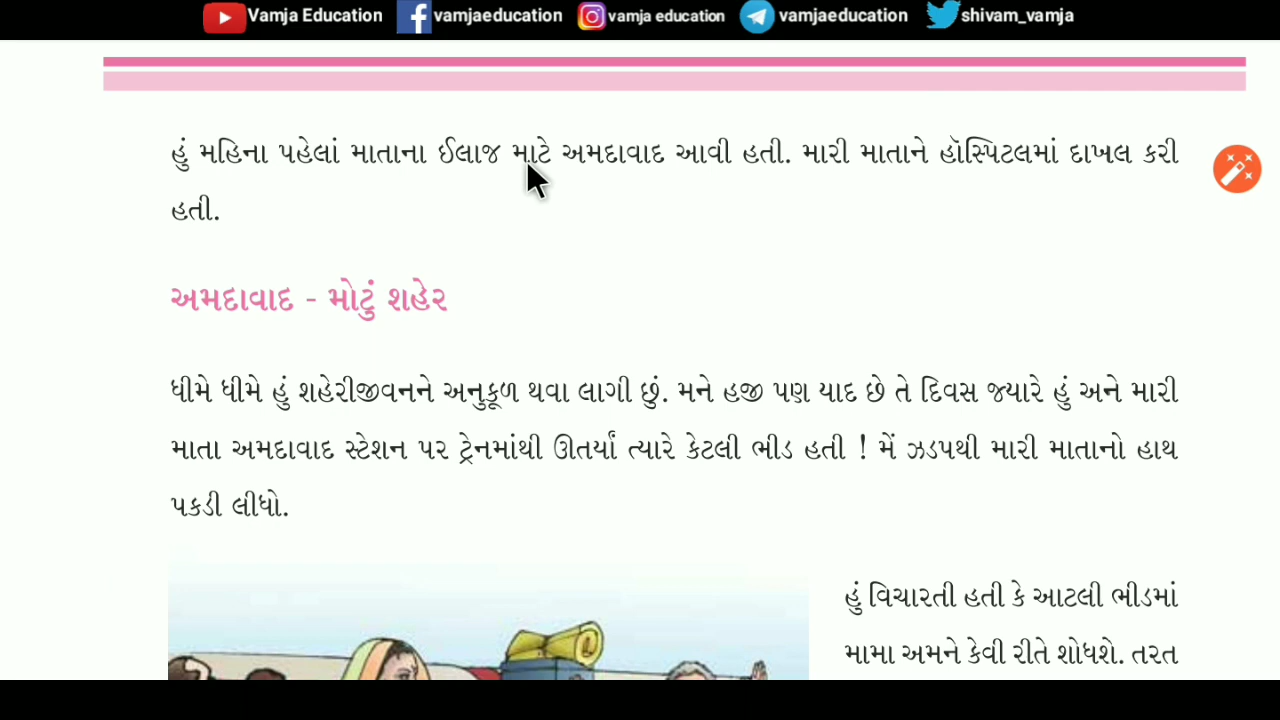 Vamja Education vamjaeducation vamja education vamjaeducation shivam_vamja
હું મહિના પહેલાં માતાના ઈલાજ માટે અમદાવાદ આવી હતી. મારી માતાને હૉસ્પિટલમાં દાખલ કરી
હતી.
અમદાવાદ - મોટું શહેર
ધીમે ધીમે હું શહેરીજીવનને અનુકૂળ થવા લાગી છું. મને હજી પણ યાદ છે તે દિવસ જ્યારે હું અને મારી
માતા અમદાવાદ સ્ટેશન પર ટ્રેનમાંથી ઊતર્યાં ત્યારે કેટલી ભીડ હતી ! મેં ઝડપથી મારી માતાનો હાથ
પકડી લીધો.
હું વિચારતી હતી કે આટલી ભીડમાં
મામા અમને કેવી રીતે શોધશે. તરત